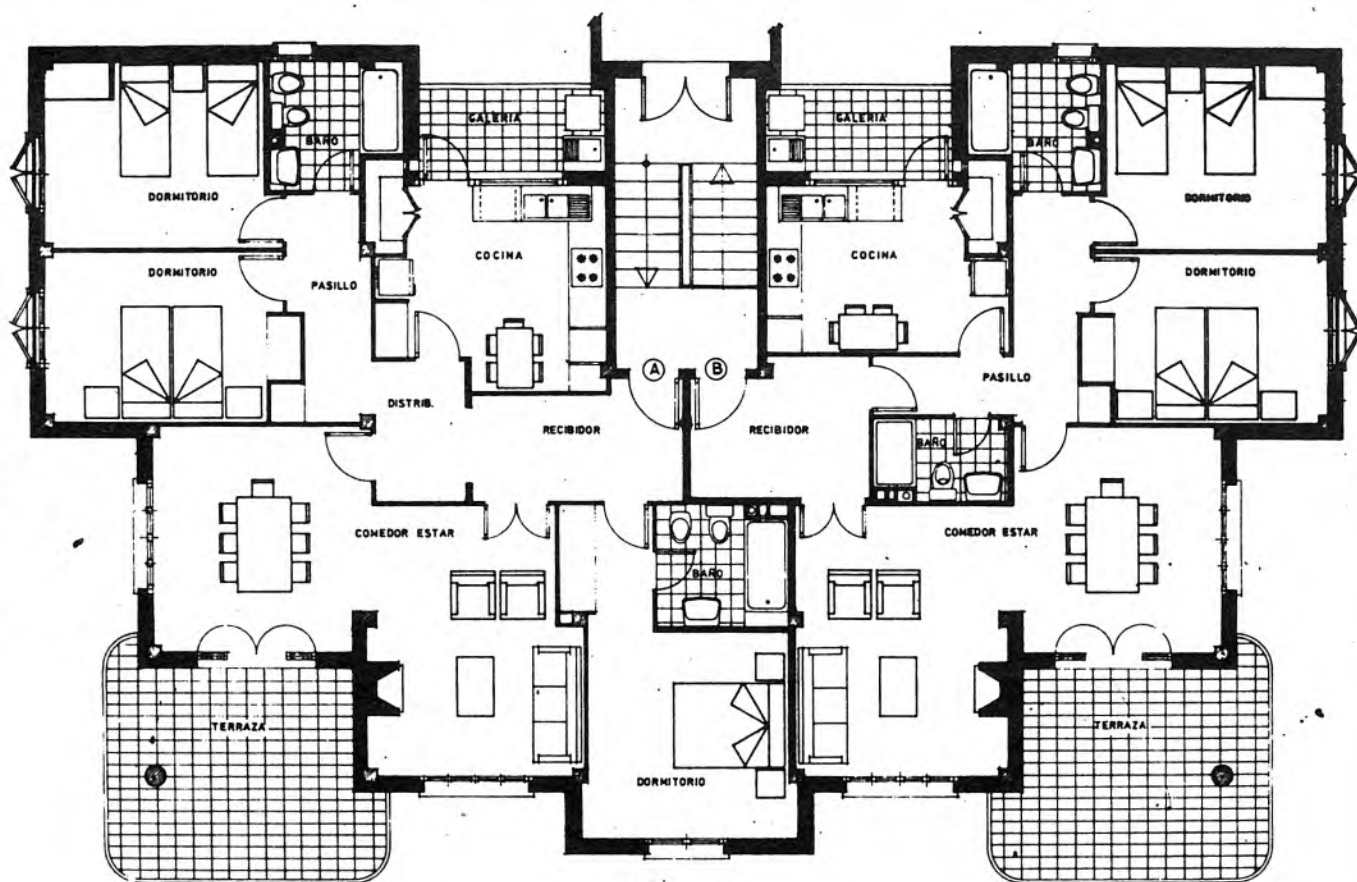 GALERIA
GALERIA
BAÑO
BAÑO
DORMITORIO
DORMITORIO
COCINA
COCINA
DORMITORIO
DORMITORIO
PASILLO
A
B
PASILLO
DISTRIB.
RECIBIDOR
RECIBIDOR
BAÑO
COMEDOR ESTAR
COMEDOR ESTAR
BAÑO
TERRAZA
TERRAZA
DORMITORIO